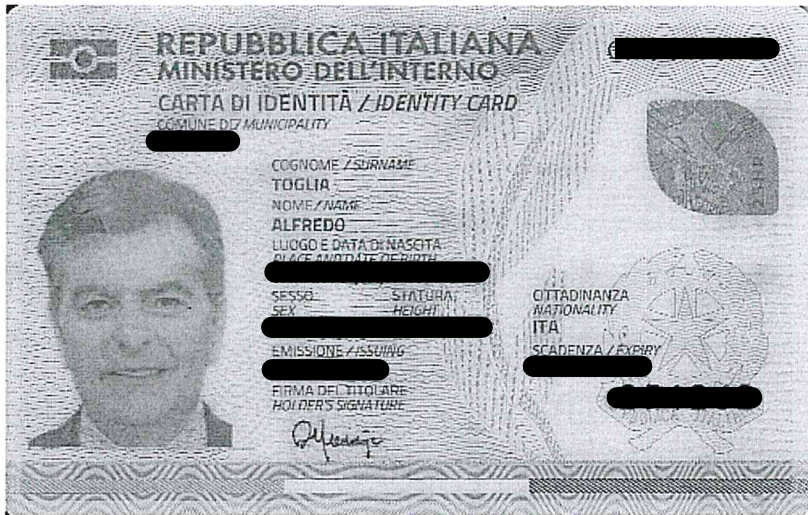 REPUBBLICA ITALIANA
MINISTERO DELL'INTERNO
CARTA DI IDENTITÀ / IDENTITY CARD
COMUNE DI / MUNICIPALITY
COGNOME / SURNAME
TOGLIA
NOME / NAME
ALFREDO
LUOGO E DATA DI NASCITA
PLACE AND DATE OF BIRTH
SESSO STATURA
SEX HEIGHT
CITTADINANZA
NATIONALITY
ITA
EMISSIONE / ISSUING
SCADENZA / EXPIRY
FIRMA DEL TITOLARE
HOLDER'S SIGNATURE